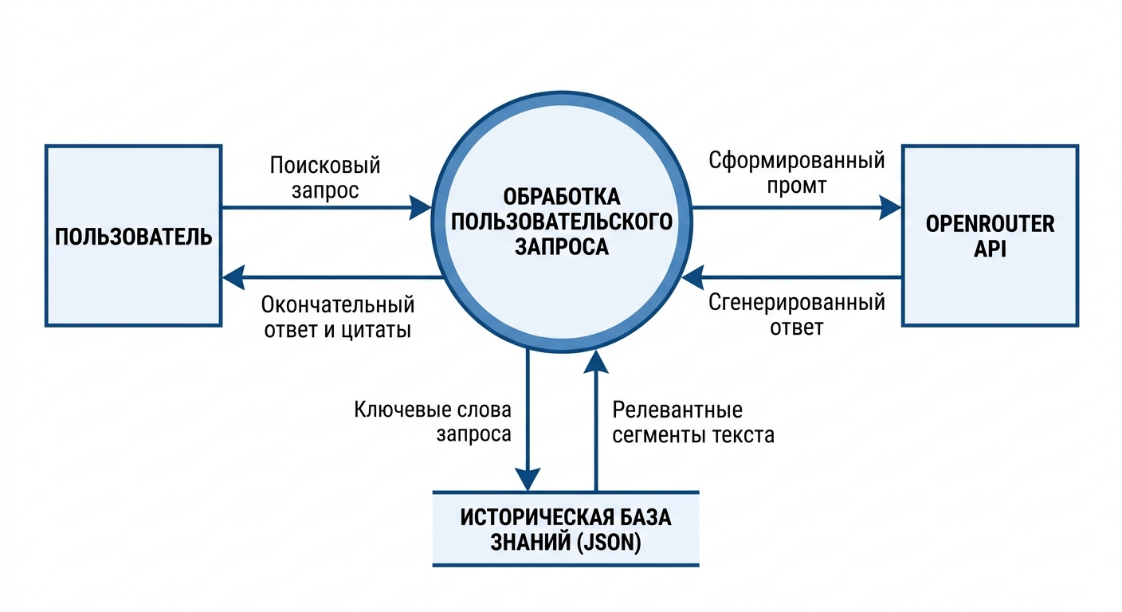 Поисковый
запрос
Сформированный
промт
ОБРАБОТКА
ПОЛЬЗОВАТЕЛЬСКОГО
ЗАПРОСА
ПОЛЬЗОВАТЕЛЬ
OPENROUTER
API
Окончательный
ответ и цитаты
Сгенерированный
ответ
Ключевые слова
запроса
Релевантные
сегменты текста
ИСТОРИЧЕСКАЯ БАЗА
ЗНАНИЙ (JSON)